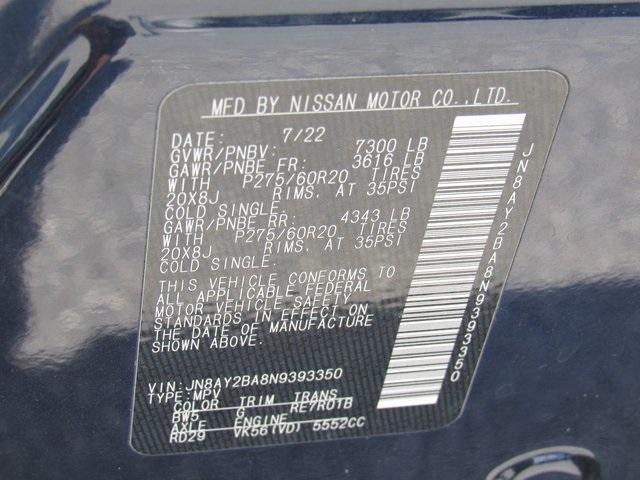 MFD BY NISSAN MOTOR CO.,LTD.
DATE: 7/22
GVWR/PNBV: 7300 LB
GAWR/PNBE FR: 3616 LB
WITH P275/60R20 TIRES
20X8J RIMS, AT 35PSI
COLD SINGLE
GAWR/PNBE RR: 4343 LB
WITH P275/60R20 TIRES
20X8J RIMS, AT 35PSI
COLD SINGLE.
THIS VEHICLE CONFORMS TO
ALL APPLICABLE FEDERAL
MOTOR VEHICLE SAFETY
STANDARDS IN EFFECT ON
THE DATE OF MANUFACTURE
SHOWN ABOVE.
VIN: JN8AY2BA8N9393350
TYPE: MPV
COLOR TRIM TRANS
BW5 G RE7R01B
AXLE ENGINE
RD29 VK56(VD) 5552CC
JN8AY2BA8N9393350